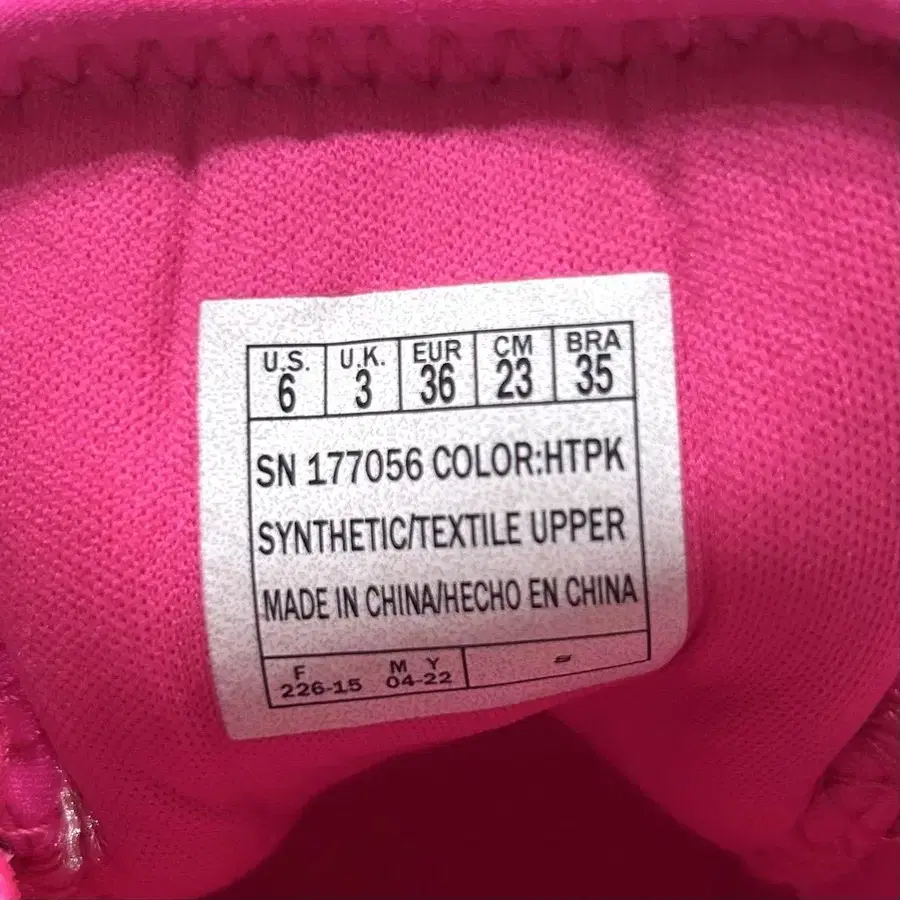 U.S. U.K. EUR CM BRA
6 3 36 23 35
SN 177056 COLOR:HTPK
SYNTHETIC/TEXTILE UPPER
MADE IN CHINA/HECHO EN CHINA
F M Y
226-15 04-22